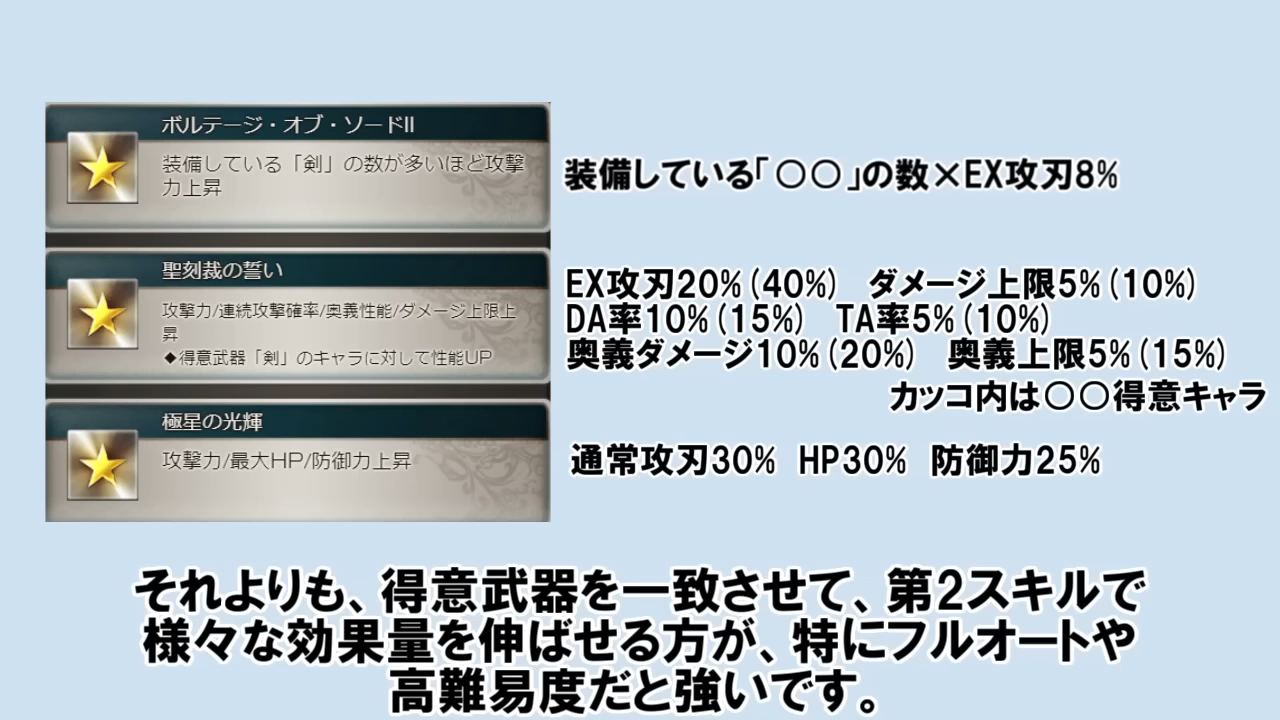 ボルテージ・オブ・ソードII
装備している「剣」の数が多いほど攻撃
力上昇
装備している「○○」の数×EX攻刃8%
聖刻裁の誓い
攻撃力/連続攻撃確率/奥義性能/ダメージ上限上
昇
◆得意武器「剣」のキャラに対して性能UP
EX攻刃20%(40%) ダメージ上限5%(10%)
DA率10%(15%) TA率5%(10%)
奥義ダメージ10%(20%) 奥義上限5%(15%)
カッコ内は○○得意キャラ
極星の光輝
攻撃力/最大HP/防御力上昇
通常攻刃30% HP30% 防御力25%
それよりも、得意武器を一致させて、第2スキルで
様々な効果量を伸ばせる方が、特にフルオートや
高難易度だと強いです。